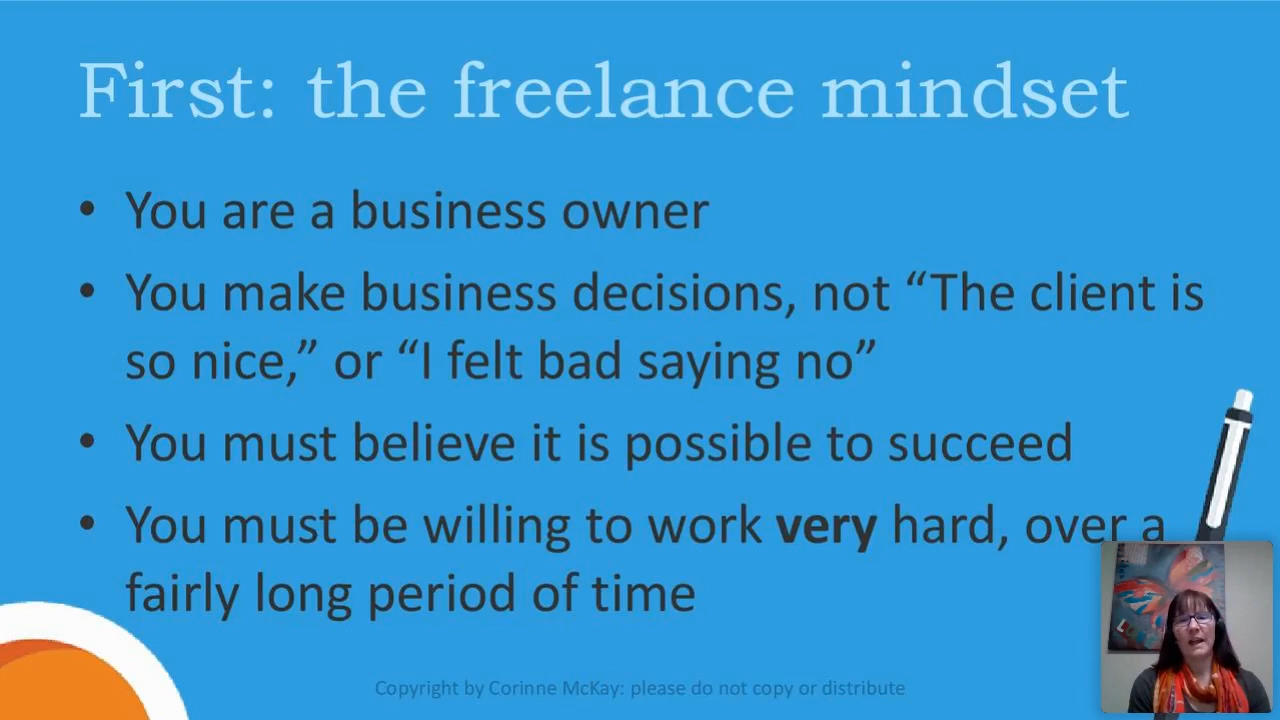 First: the freelance mindset
• You are a business owner
• You make business decisions, not “The client is
so nice,” or “I felt bad saying no”
• You must believe it is possible to succeed
• You must be willing to work very hard, over a
fairly long period of time
Copyright by Corinne McKay: please do not copy or distribute